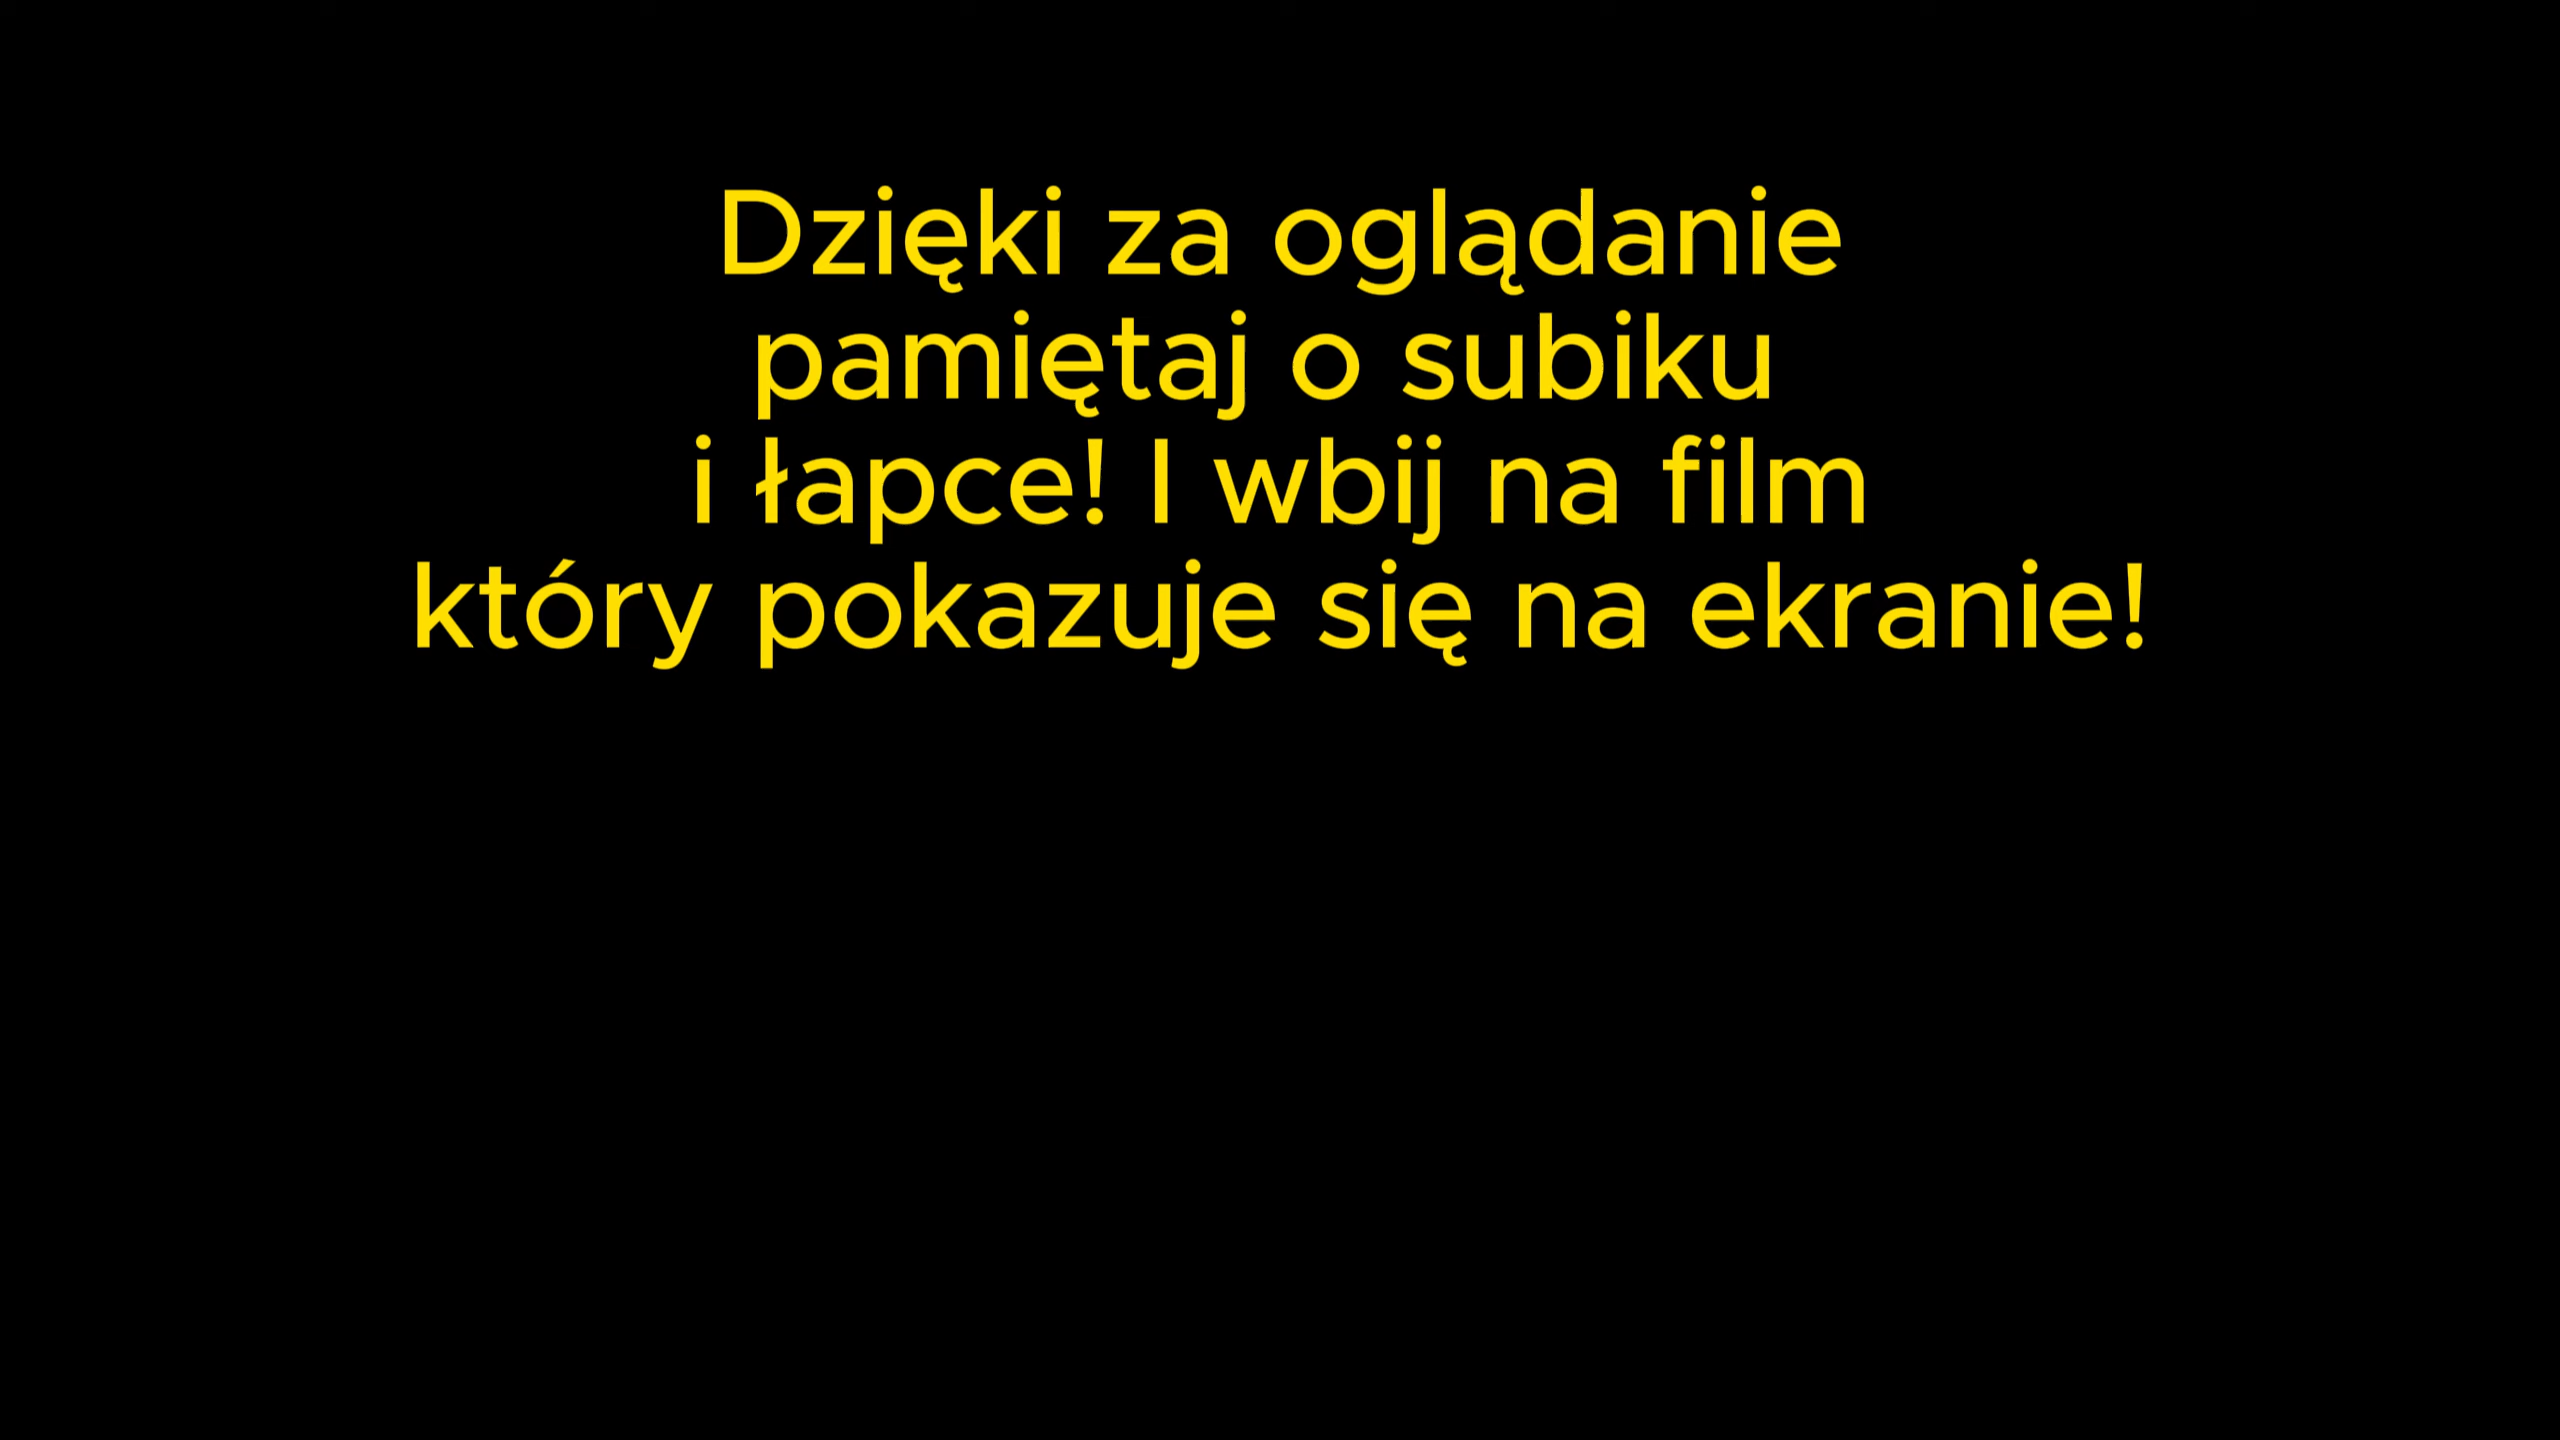 Dzięki za oglądanie
pamiętaj o subiku
i łapce! I wbij na film
który pokazuje się na ekranie!